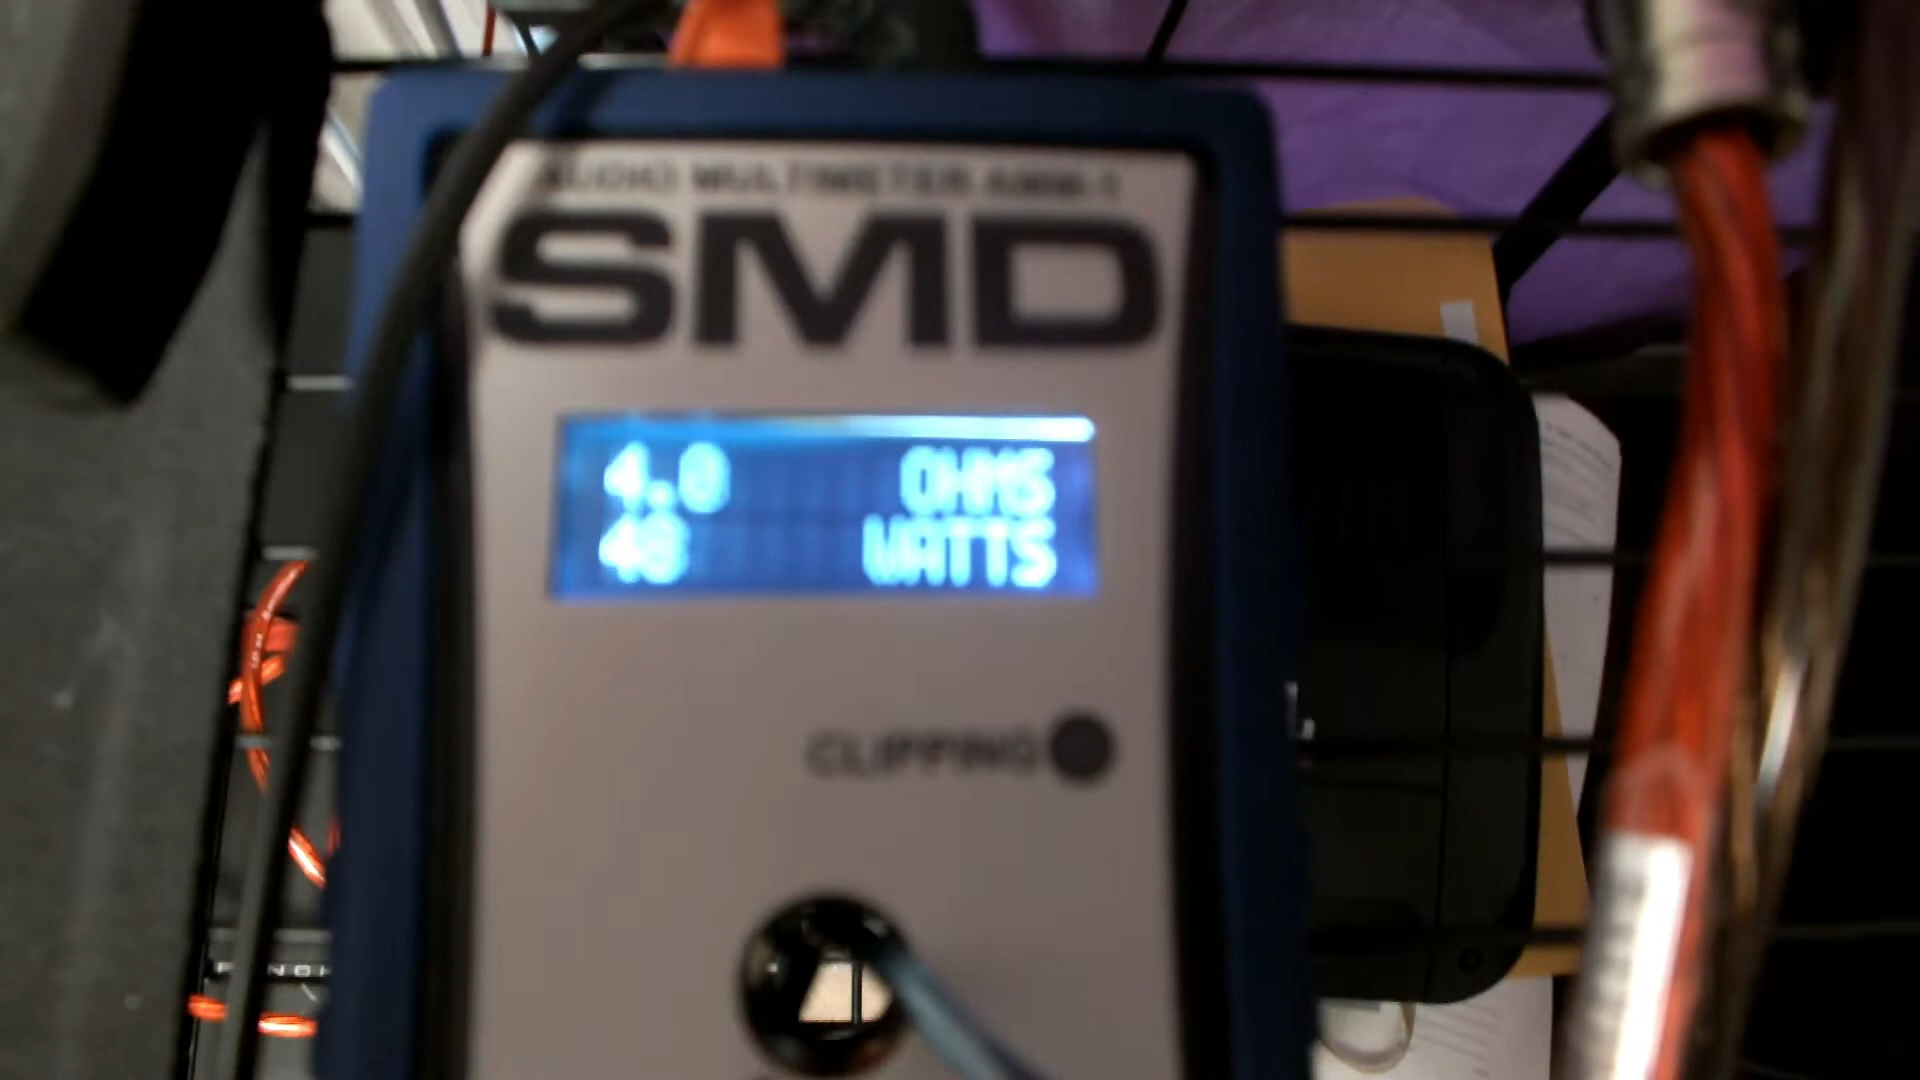 AUDIO MULTIMETER AMM-1
SMD
4.0 OHMS
48 WATTS
CLIPPING